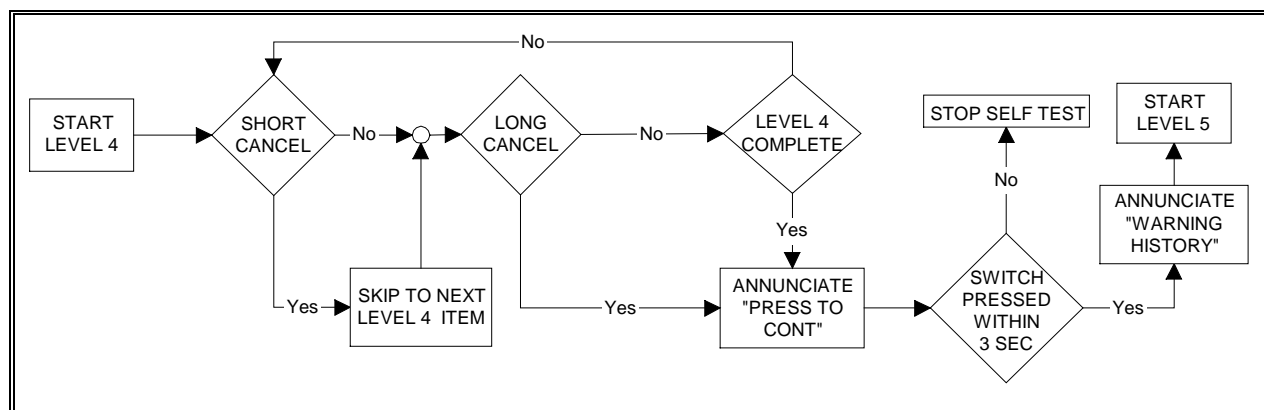 No
START
LEVEL 4
SHORT
CANCEL
No
LONG
CANCEL
No
LEVEL 4
COMPLETE
STOP SELF TEST
START
LEVEL 5
Yes
SKIP TO NEXT
LEVEL 4 ITEM
Yes
Yes
ANNUNCIATE
"PRESS TO
CONT"
No
SWITCH
PRESSED
WITHIN
3 SEC
Yes
ANNUNCIATE
"WARNING
HISTORY"